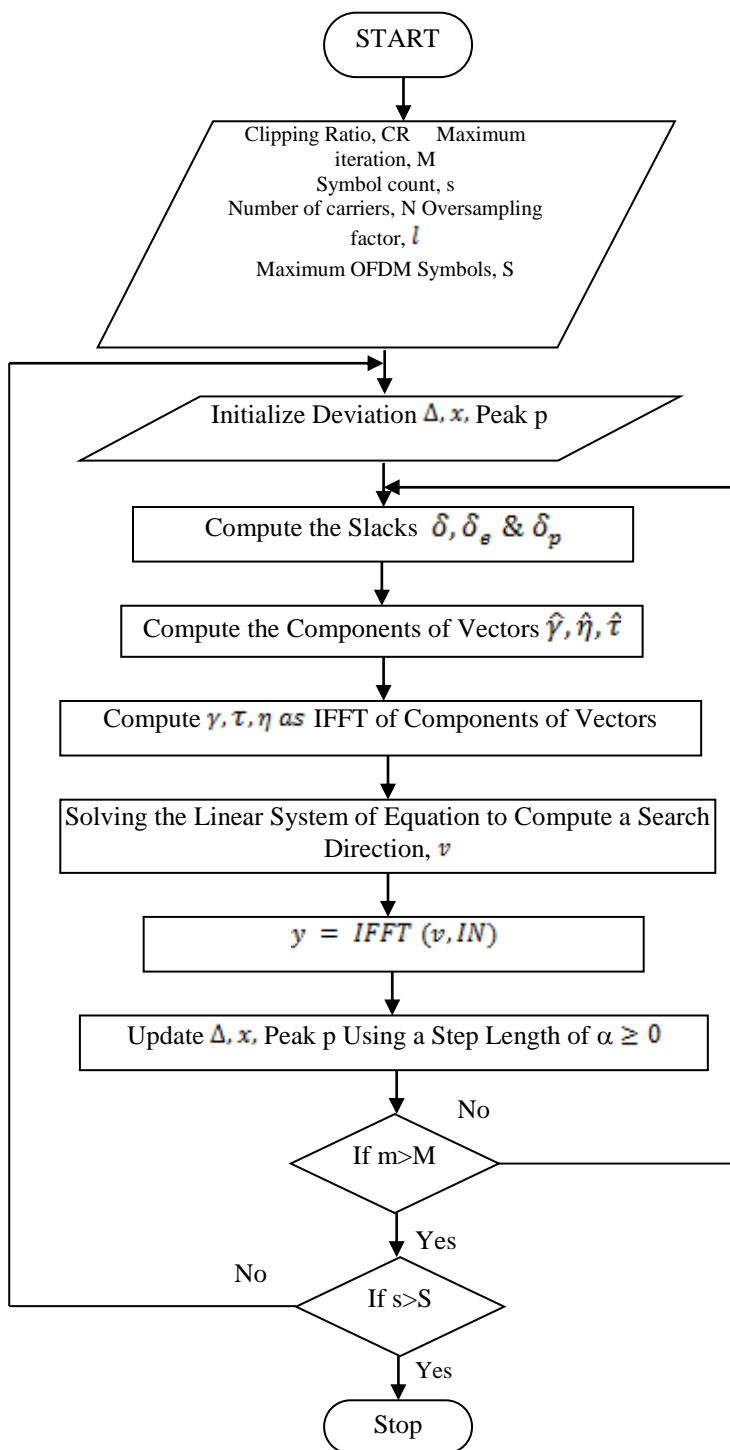 START
Clipping Ratio, CR Maximum
iteration, M
Symbol count, s
Number of carriers, N Oversampling
factor, l
Maximum OFDM Symbols, S
Initialize Deviation Δ, x, Peak p
Compute the Slacks δ, δₑ & δₚ
Compute the Components of Vectors γ̂, η̂, τ̂
Compute γ, τ, η as IFFT of Components of Vectors
Solving the Linear System of Equation to Compute a Search
Direction, v
y = IFFT (v, IN)
Update Δ, x, Peak p Using a Step Length of α ≥ 0
No
If m>M
Yes
No
If s>S
Yes
Stop